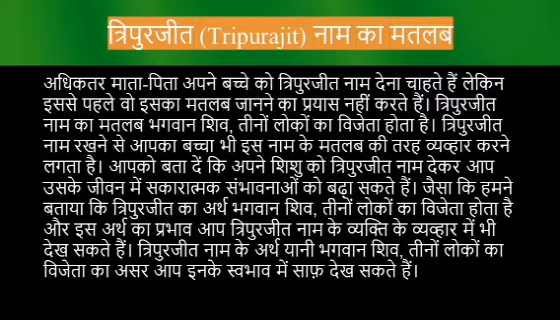 त्रिपुरजीत (Tripurajit) नाम का मतलब
अधिकतर माता-पिता अपने बच्चे को त्रिपुरजीत नाम देना चाहते हैं लेकिन
इससे पहले वो इसका मतलब जानने का प्रयास नहीं करते हैं। त्रिपुरजीत
नाम का मतलब भगवान शिव, तीनों लोकों का विजेता होता है। त्रिपुरजीत
नाम रखने से आपका बच्चा भी इस नाम के मतलब की तरह व्यव्हार करने
लगता है। आपको बता दें कि अपने शिशु को त्रिपुरजीत नाम देकर आप
उसके जीवन में सकारात्मक संभावनाओं को बढ़ा सकते हैं। जैसा कि हमने
बताया कि त्रिपुरजीत का अर्थ भगवान शिव, तीनों लोकों का विजेता होता है
और इस अर्थ का प्रभाव आप त्रिपुरजीत नाम के व्यक्ति के व्यव्हार में भी
देख सकते हैं। त्रिपुरजीत नाम के अर्थ यानी भगवान शिव, तीनों लोकों का
विजेता का असर आप इनके स्वभाव में साफ़ देख सकते हैं।